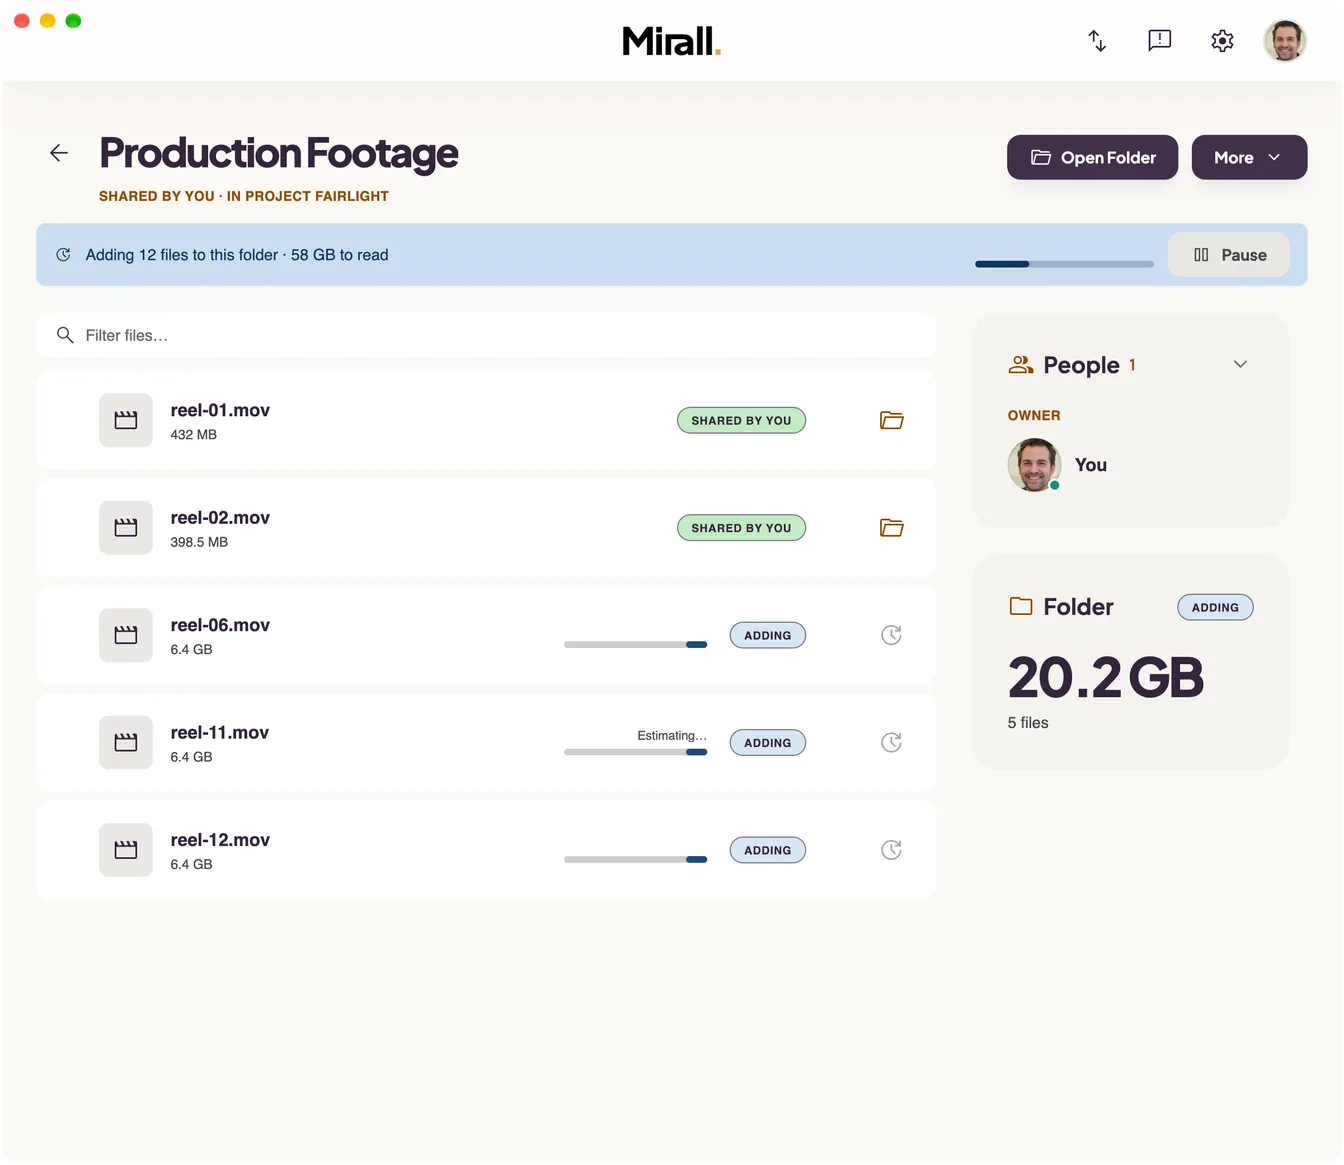 Mirall.
Production Footage
Open Folder
More
SHARED BY YOU · IN PROJECT FAIRLIGHT
Adding 12 files to this folder · 58 GB to read
Pause
Filter files…
reel-01.mov
432 MB
SHARED BY YOU
reel-02.mov
398.5 MB
SHARED BY YOU
reel-06.mov
6.4 GB
ADDING
reel-11.mov
6.4 GB
Estimating…
ADDING
reel-12.mov
6.4 GB
ADDING
People 1
OWNER
You
Folder
ADDING
20.2 GB
5 files